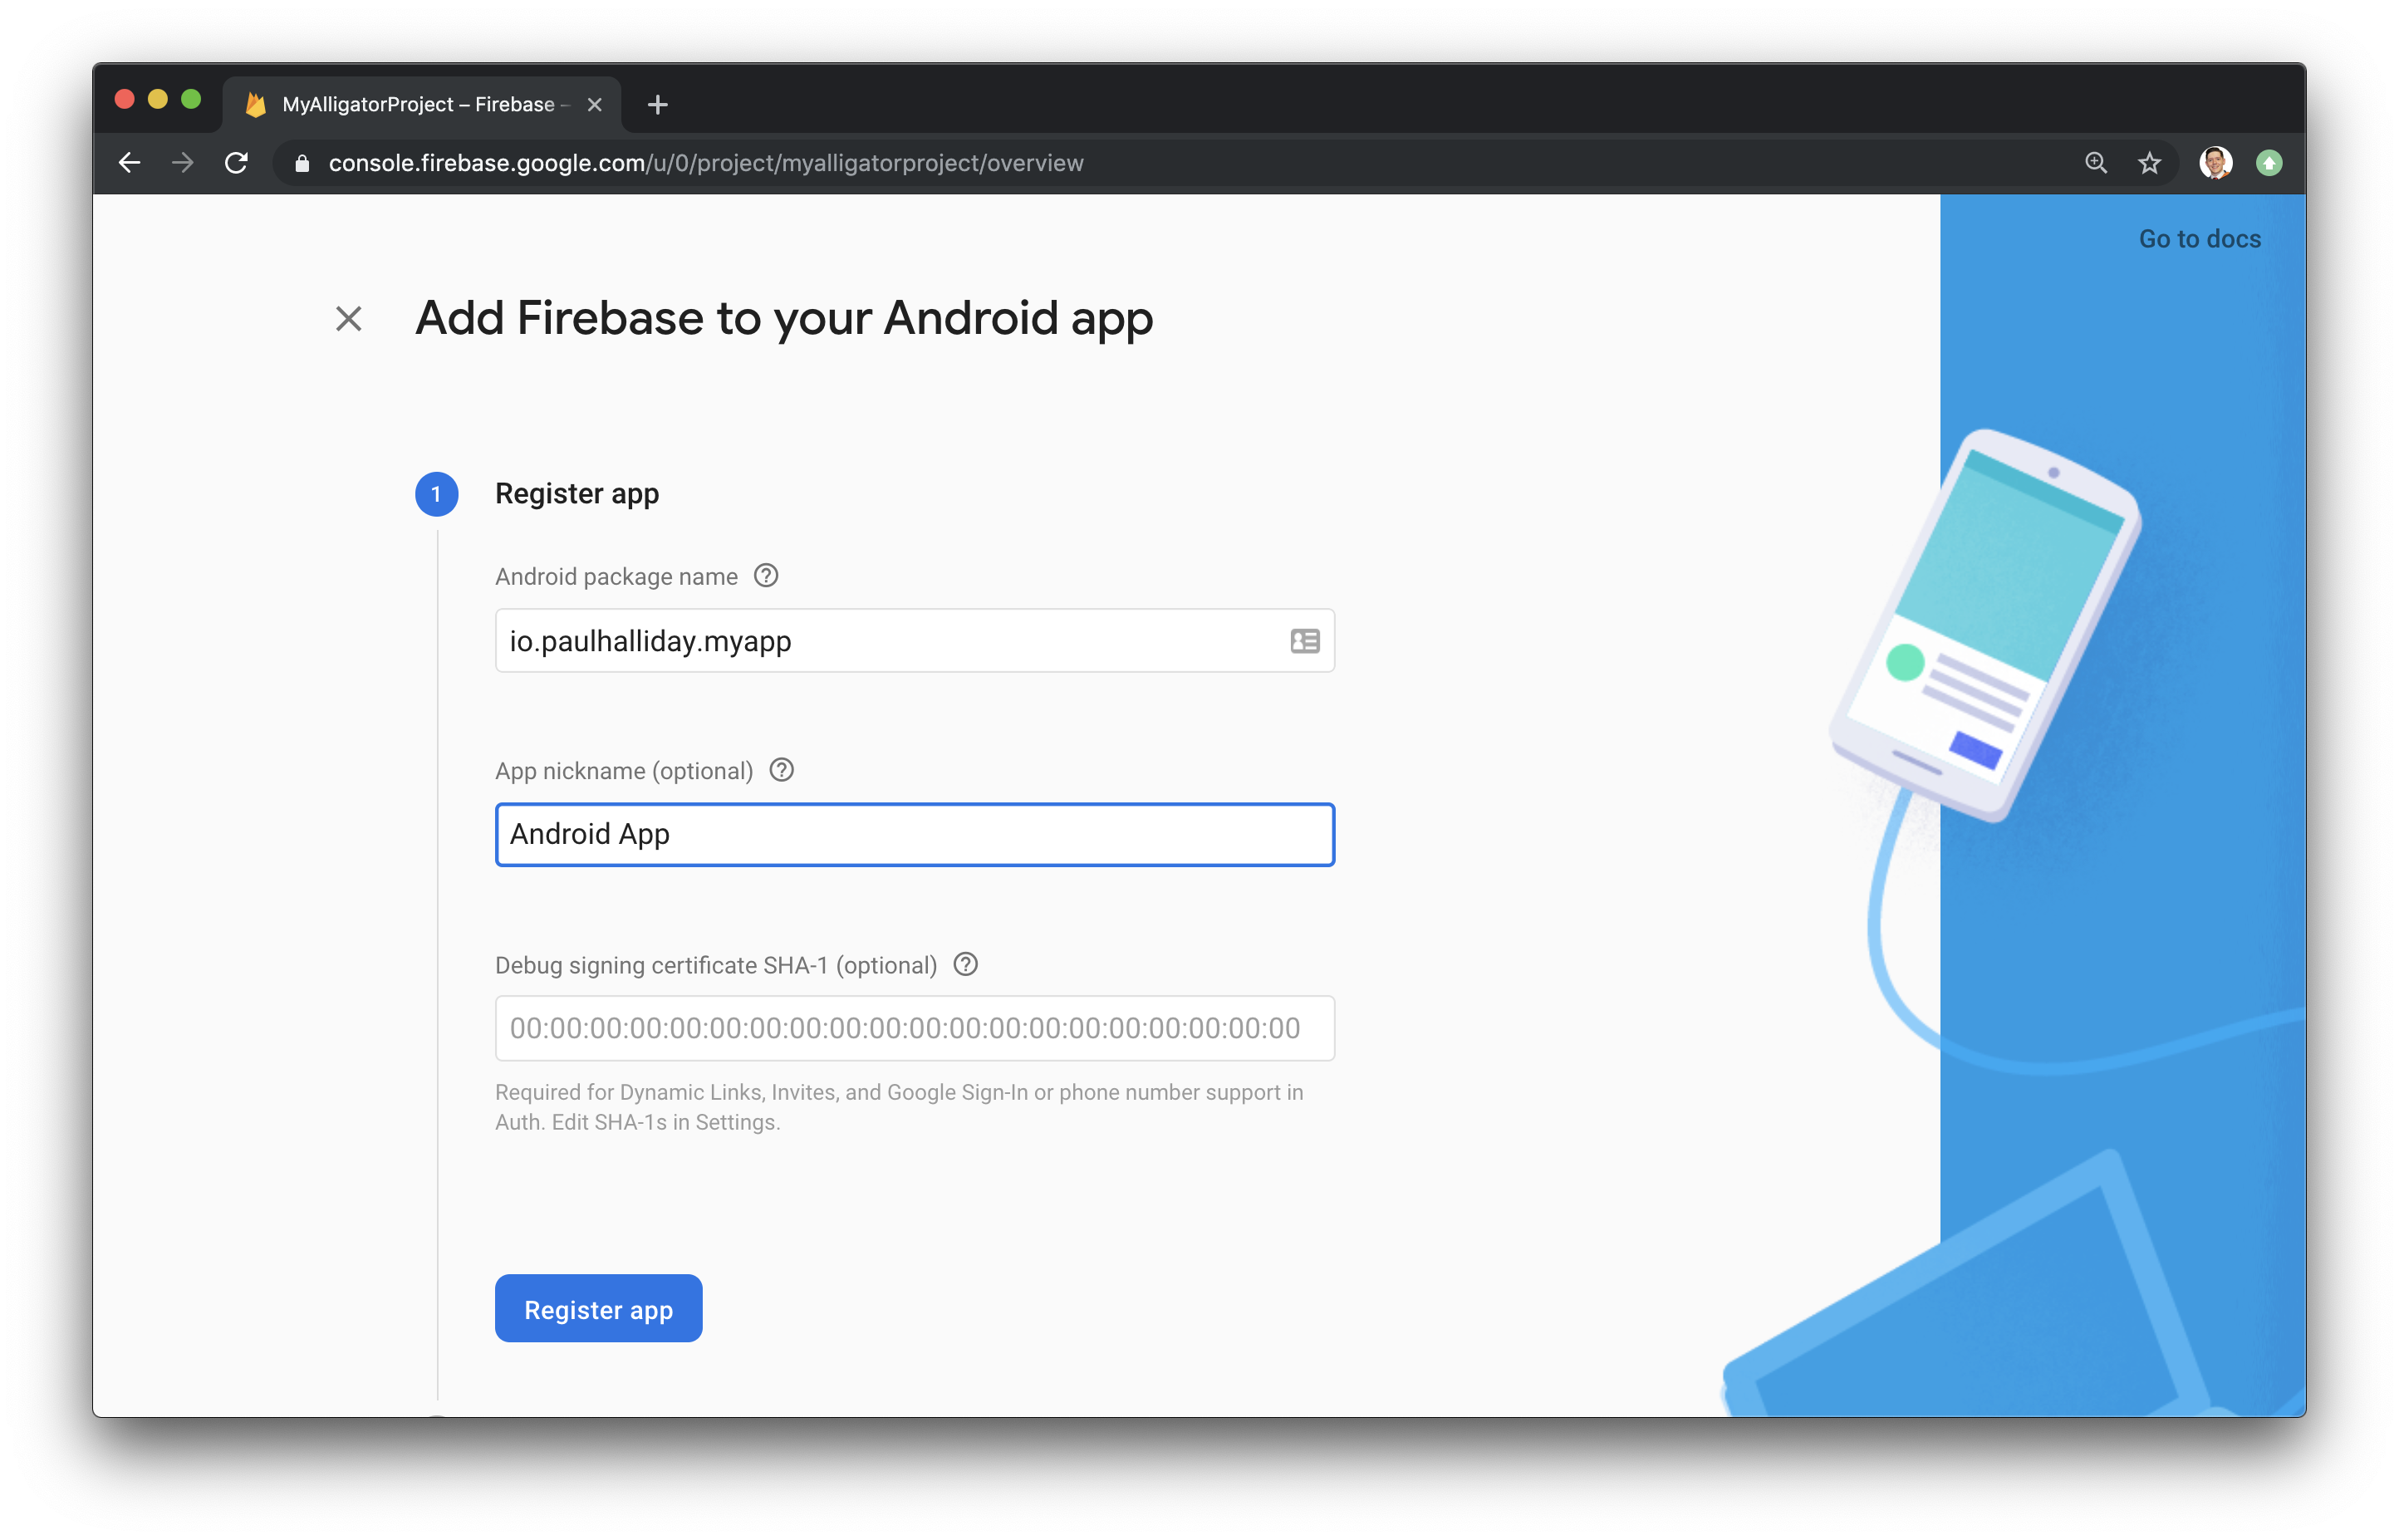 MyAlligatorProject – Firebase –
console.firebase.google.com/u/0/project/myalligatorproject/overview
Go to docs
Add Firebase to your Android app
1 Register app
Android package name
io.paulhalliday.myapp
App nickname (optional)
Android App
Debug signing certificate SHA-1 (optional)
00:00:00:00:00:00:00:00:00:00:00:00:00:00:00:00:00:00:00:00
Required for Dynamic Links, Invites, and Google Sign-In or phone number support in
Auth. Edit SHA-1s in Settings.
Register app